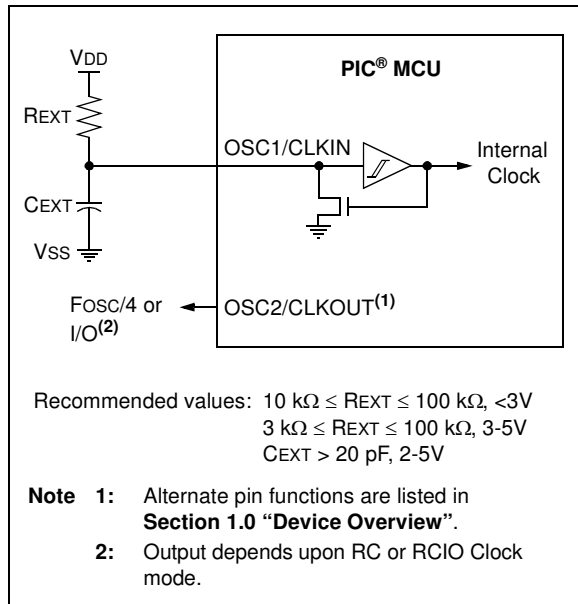 VDD
PIC® MCU
REXT
OSC1/CLKIN
Internal
Clock
CEXT
VSS
FOSC/4 or
I/O(2)
OSC2/CLKOUT(1)
Recommended values: 10 kΩ ≤ REXT ≤ 100 kΩ, <3V
3 kΩ ≤ REXT ≤ 100 kΩ, 3-5V
CEXT > 20 pF, 2-5V
Note 1: Alternate pin functions are listed in
Section 1.0 “Device Overview”.
2: Output depends upon RC or RCIO Clock
mode.